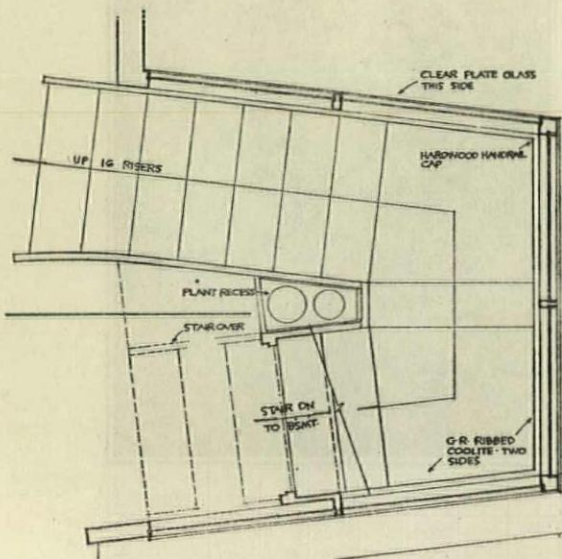 CLEAR PLATE GLASS
THIS SIDE
HARDWOOD HANDRAIL
CAP
UP 16 RISERS
PLANT RECESS
STAIR OVER
STAIR DN
TO BSMT.
G.R. RIBBED
COOLITE - TWO
SIDES